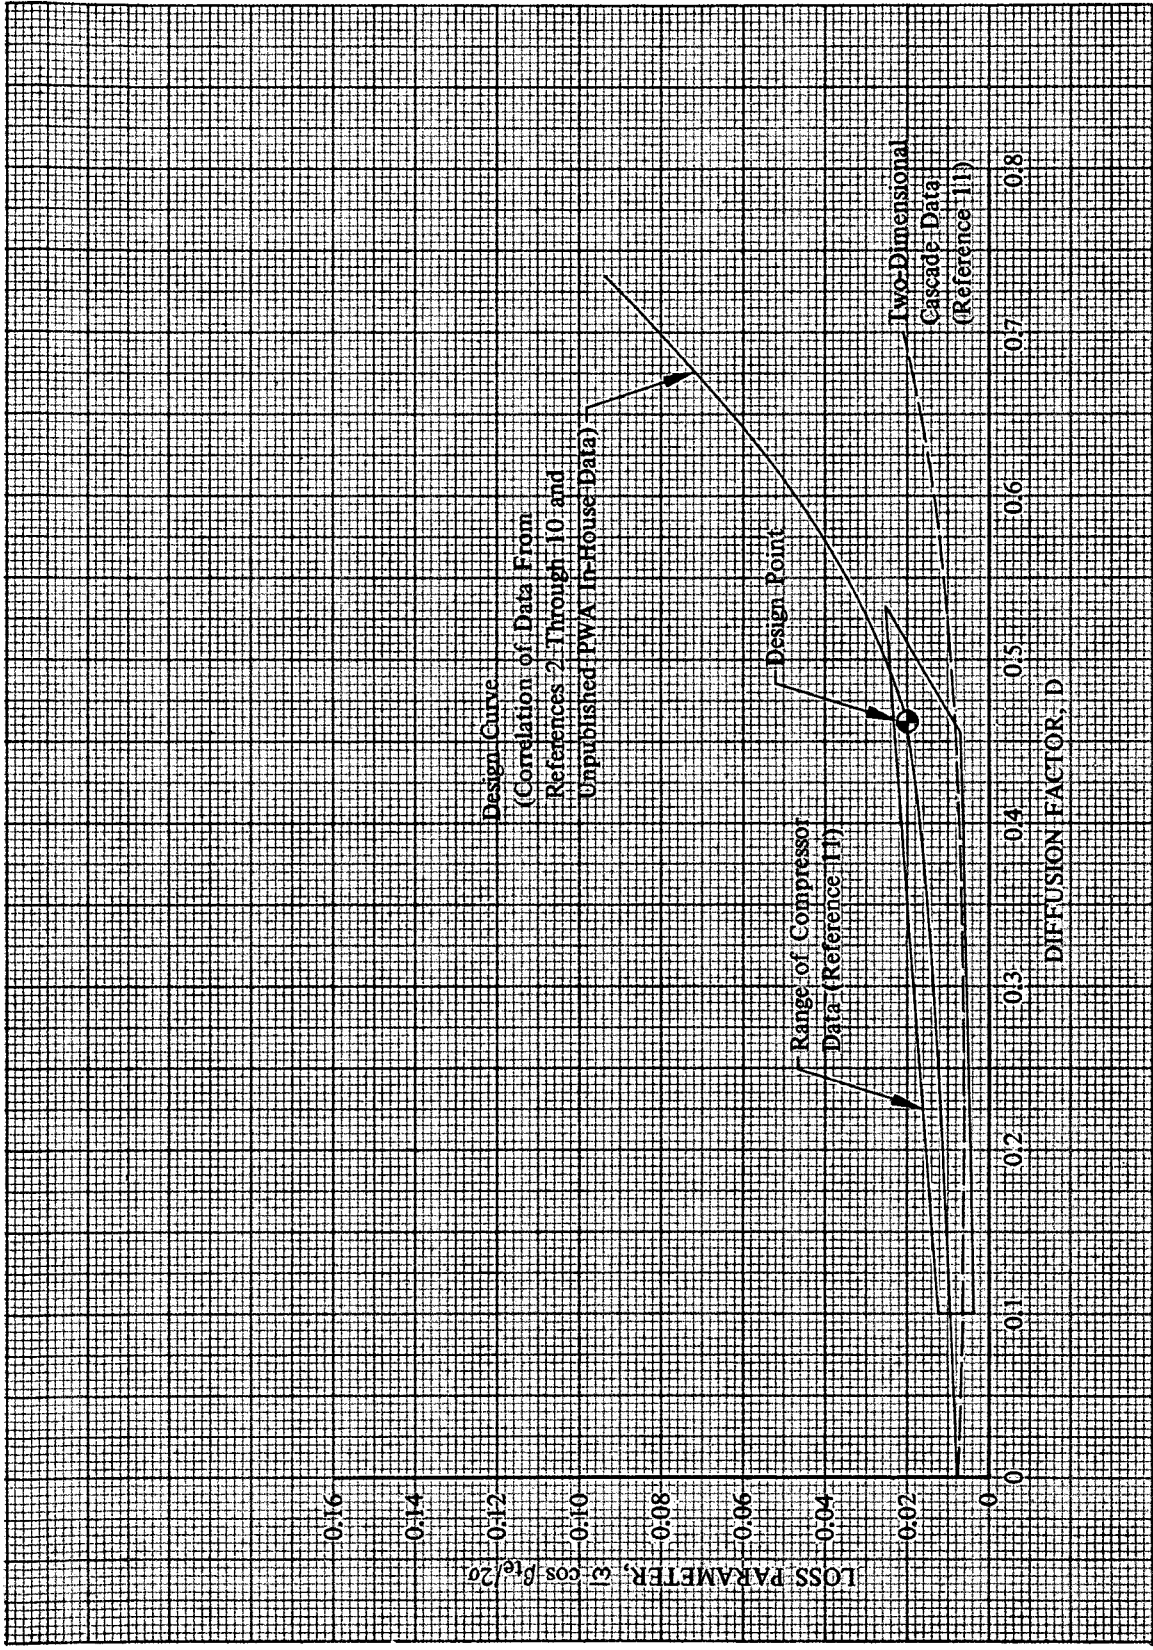 LOSS PARAMETER, ω̅ cos βte/2σ
0.16
0.14
0.12
0.10
0.08
0.06
0.04
0.02
0
Design Curve
(Correlation of Data From
References 2 Through 10 and
Unpublished PWA In-House Data)
Design Point
Range of Compressor
Data (Reference 11)
Two-Dimensional
Cascade Data
(Reference 11)
0 0.1 0.2 0.3 0.4 0.5 0.6 0.7 0.8
DIFFUSION FACTOR, D